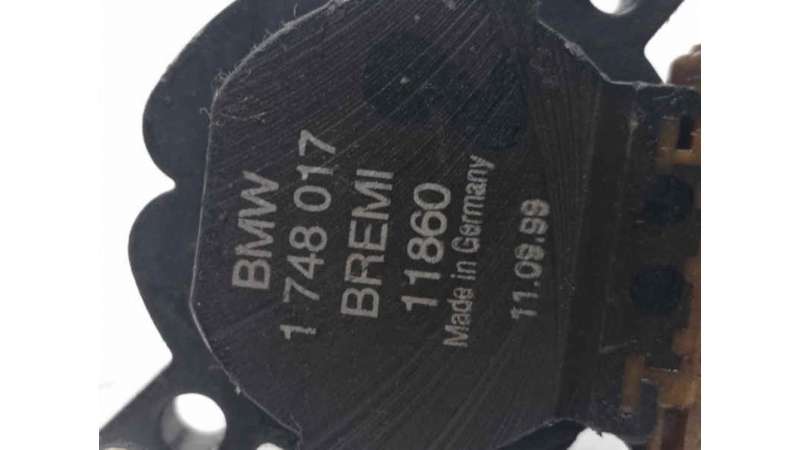 BMW
1 748 017
BREMI
11860
Made in Germany
11.09.99